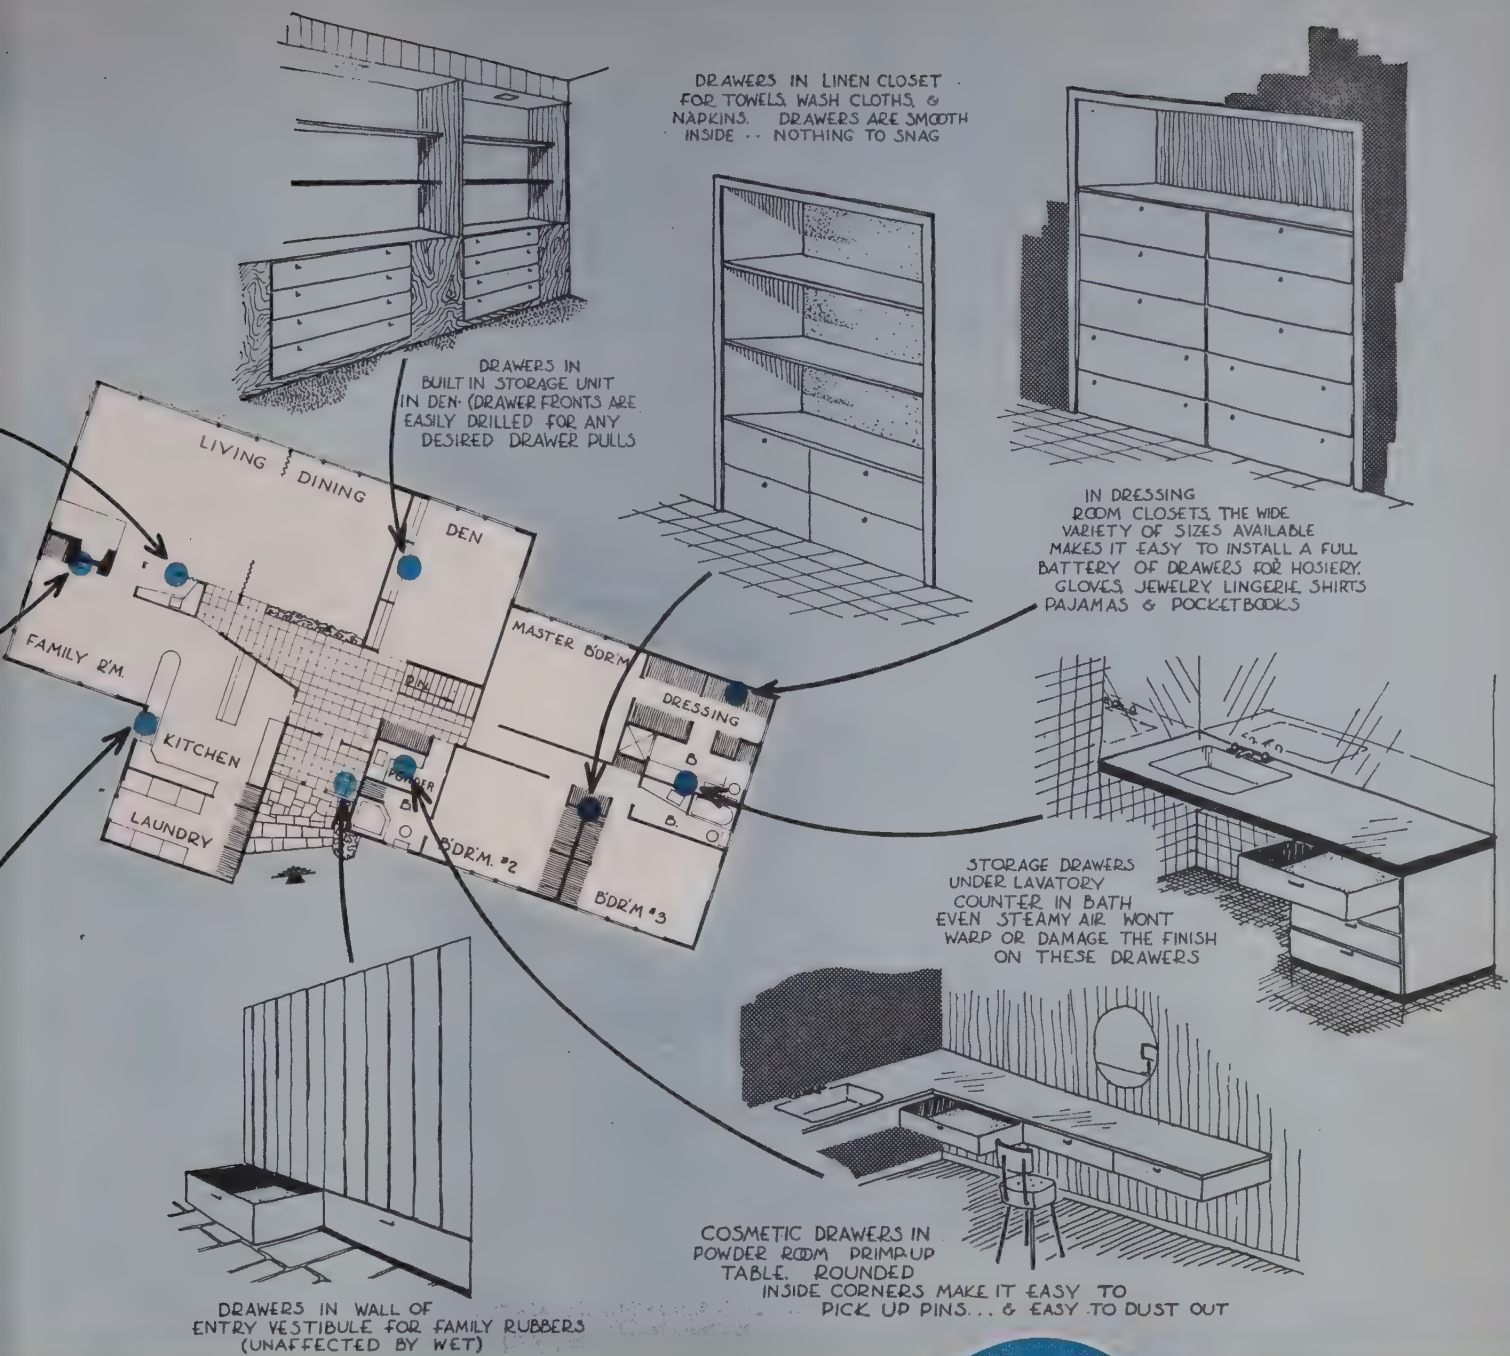 DRAWERS IN LINEN CLOSET
FOR TOWELS, WASH CLOTHS, &
NAPKINS. DRAWERS ARE SMOOTH
INSIDE -- NOTHING TO SNAG
DRAWERS IN
BUILT IN STORAGE UNIT
IN DEN. (DRAWER FRONTS ARE
EASILY DRILLED FOR ANY
DESIRED DRAWER PULLS
IN DRESSING
ROOM CLOSETS, THE WIDE
VARIETY OF SIZES AVAILABLE
MAKES IT EASY TO INSTALL A FULL
BATTERY OF DRAWERS FOR HOSIERY,
GLOVES, JEWELRY, LINGERIE, SHIRTS
PAJAMAS & POCKETBOOKS
LIVING
DINING
DEN
FAMILY R'M.
MASTER B'DR'M
DN.
DRESSING
KITCHEN
POWDER
B.
B
B.
LAUNDRY
B'DR'M. #2
B'DR'M #3
STORAGE DRAWERS
UNDER LAVATORY
COUNTER IN BATH
EVEN STEAMY AIR WONT
WARP OR DAMAGE THE FINISH
ON THESE DRAWERS
COSMETIC DRAWERS IN
POWDER ROOM PRIMP-UP
TABLE. ROUNDED
INSIDE CORNERS MAKE IT EASY TO
PICK UP PINS... & EASY TO DUST OUT
DRAWERS IN WALL OF
ENTRY VESTIBULE FOR FAMILY RUBBERS
(UNAFFECTED BY WET)